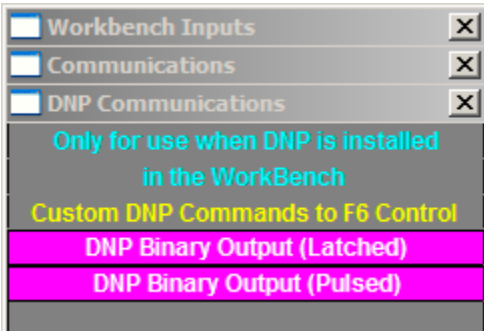 Workbench Inputs
Communications
DNP Communications
Only for use when DNP is installed
in the WorkBench
Custom DNP Commands to F6 Control
DNP Binary Output (Latched)
DNP Binary Output (Pulsed)